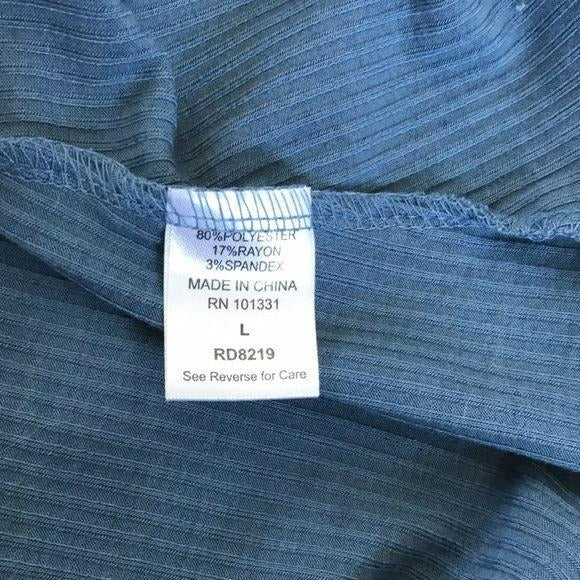 80%POLYESTER
17%RAYON
3%SPANDEX
MADE IN CHINA
RN 101331
L
RD8219
See Reverse for Care